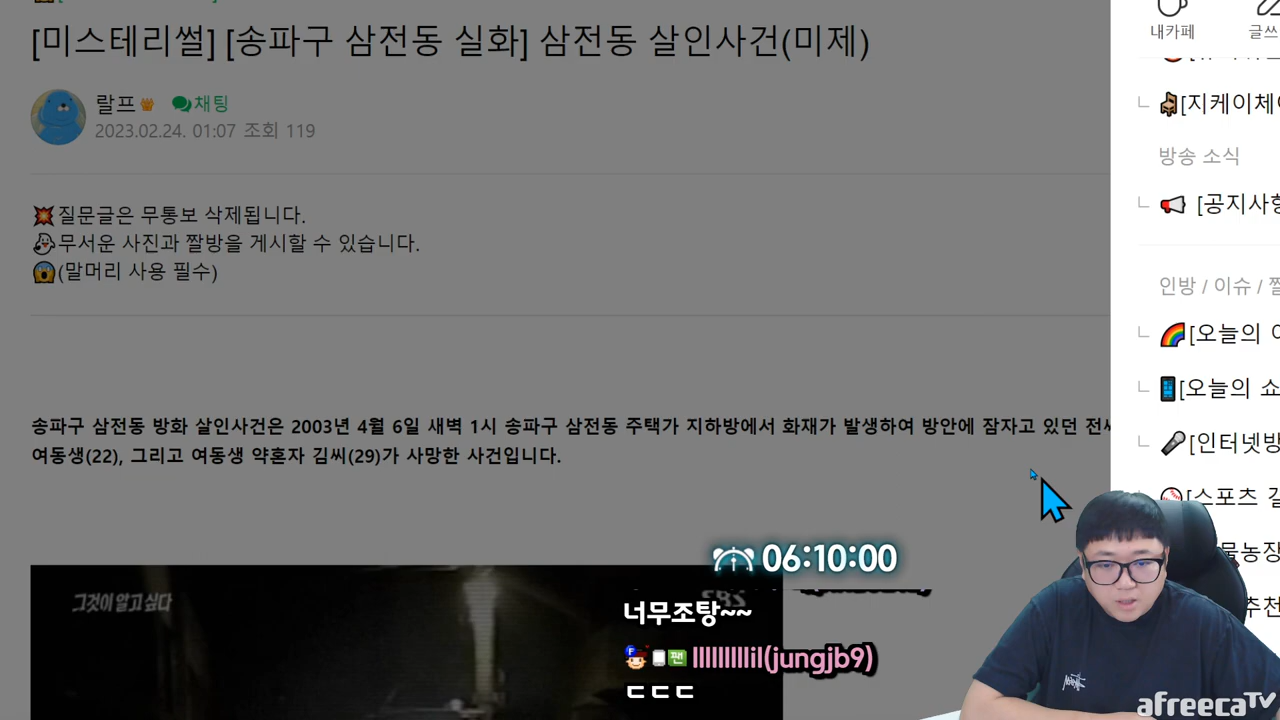 [미스테리썰] [송파구 삼전동 실화] 삼전동 살인사건(미제)
랄프 채팅
2023.02.24. 01:07 조회 119
질문글은 무통보 삭제됩니다.
무서운 사진과 짤방을 게시할 수 있습니다.
(말머리 사용 필수)
송파구 삼전동 방화 살인사건은 2003년 4월 6일 새벽 1시 송파구 삼전동 주택가 지하방에서 화재가 발생하여 방안에 잠자고 있던
여동생(22), 그리고 여동생 약혼자 김씨(29)가 사망한 사건입니다.
그것이 알고싶다
SBS
06:10:00
너무조탕~~
팬 lllllllllil(jungjb9)
ㄷㄷㄷ
내카페 글쓰
[지케이체
방송 소식
[공지사항
인방 / 이슈 / 짤
[오늘의
[오늘의 쇼
[인터넷방
[스포츠
물농장
추천
afreecaTV